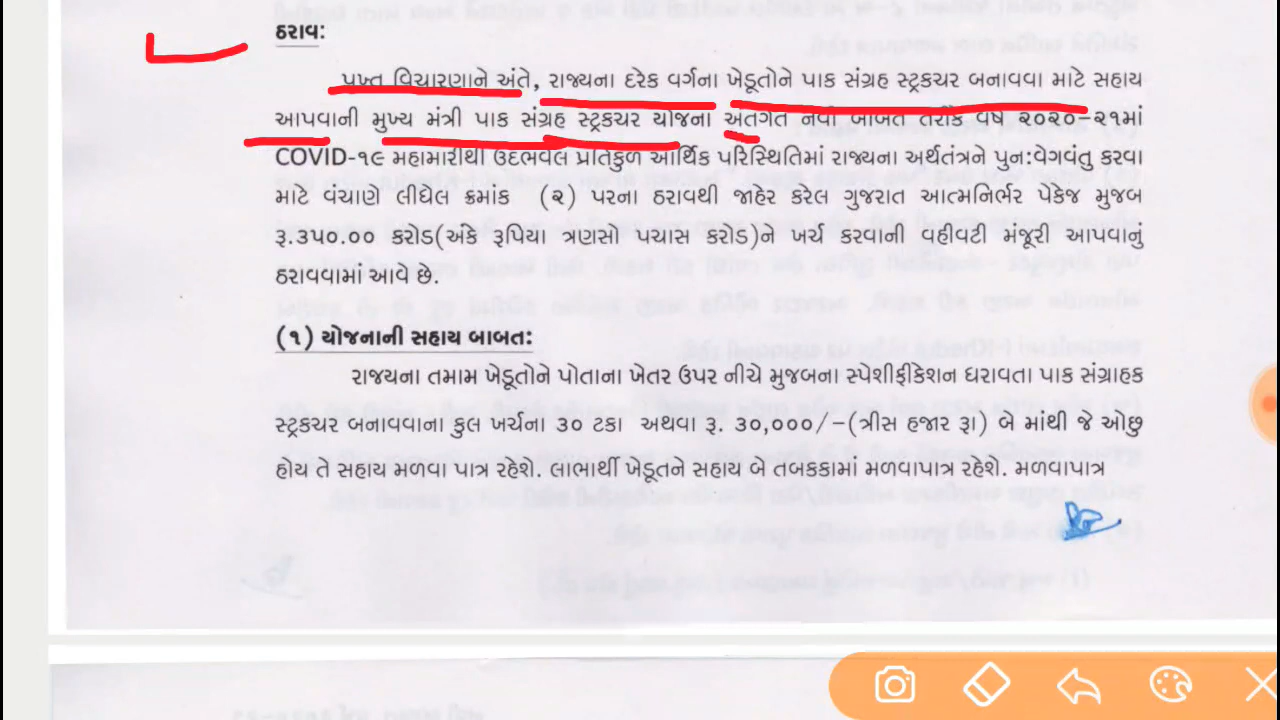 ઠરાવ:
પખ્ત વિચારણાને અંતે, રાજ્યના દરેક વર્ગના ખેડૂતોને પાક સંગ્રહ સ્ટ્રકચર બનાવવા માટે સહાય
આપવાની મુખ્ય મંત્રી પાક સંગ્રહ સ્ટ્રકચર યોજના અંતર્ગત નવી બાબત તરીકે વર્ષ ૨૦૨૦-૨૧માં
COVID-૧૯ મહામારીથી ઉદભવેલ પ્રતિકુળ આર્થિક પરિસ્થિતિમાં રાજ્યના અર્થતંત્રને પુન:વેગવંતુ કરવા
માટે વંચાણે લીધેલ ક્રમાંક (૨) પરના ઠરાવથી જાહેર કરેલ ગુજરાત આત્મનિર્ભર પેકેજ મુજબ
રૂ.૩૫૦.૦૦ કરોડ(અંકે રૂપિયા ત્રણસો પચાસ કરોડ)ને ખર્ચ કરવાની વહીવટી મંજૂરી આપવાનું
ઠરાવવામાં આવે છે.
(૧) યોજનાની સહાય બાબત:
રાજયના તમામ ખેડૂતોને પોતાના ખેતર ઉપર નીચે મુજબના સ્પેશીફીકેશન ધરાવતા પાક સંગ્રાહક
સ્ટ્રકચર બનાવવાના કુલ ખર્ચના ૩૦ ટકા અથવા રૂ. ૩૦,૦૦૦/-(ત્રીસ હજાર રૂા) બે માંથી જે ઓછુ
હોય તે સહાય મળવા પાત્ર રહેશે. લાભાર્થી ખેડૂતને સહાય બે તબકકામાં મળવાપાત્ર રહેશે. મળવાપાત્ર